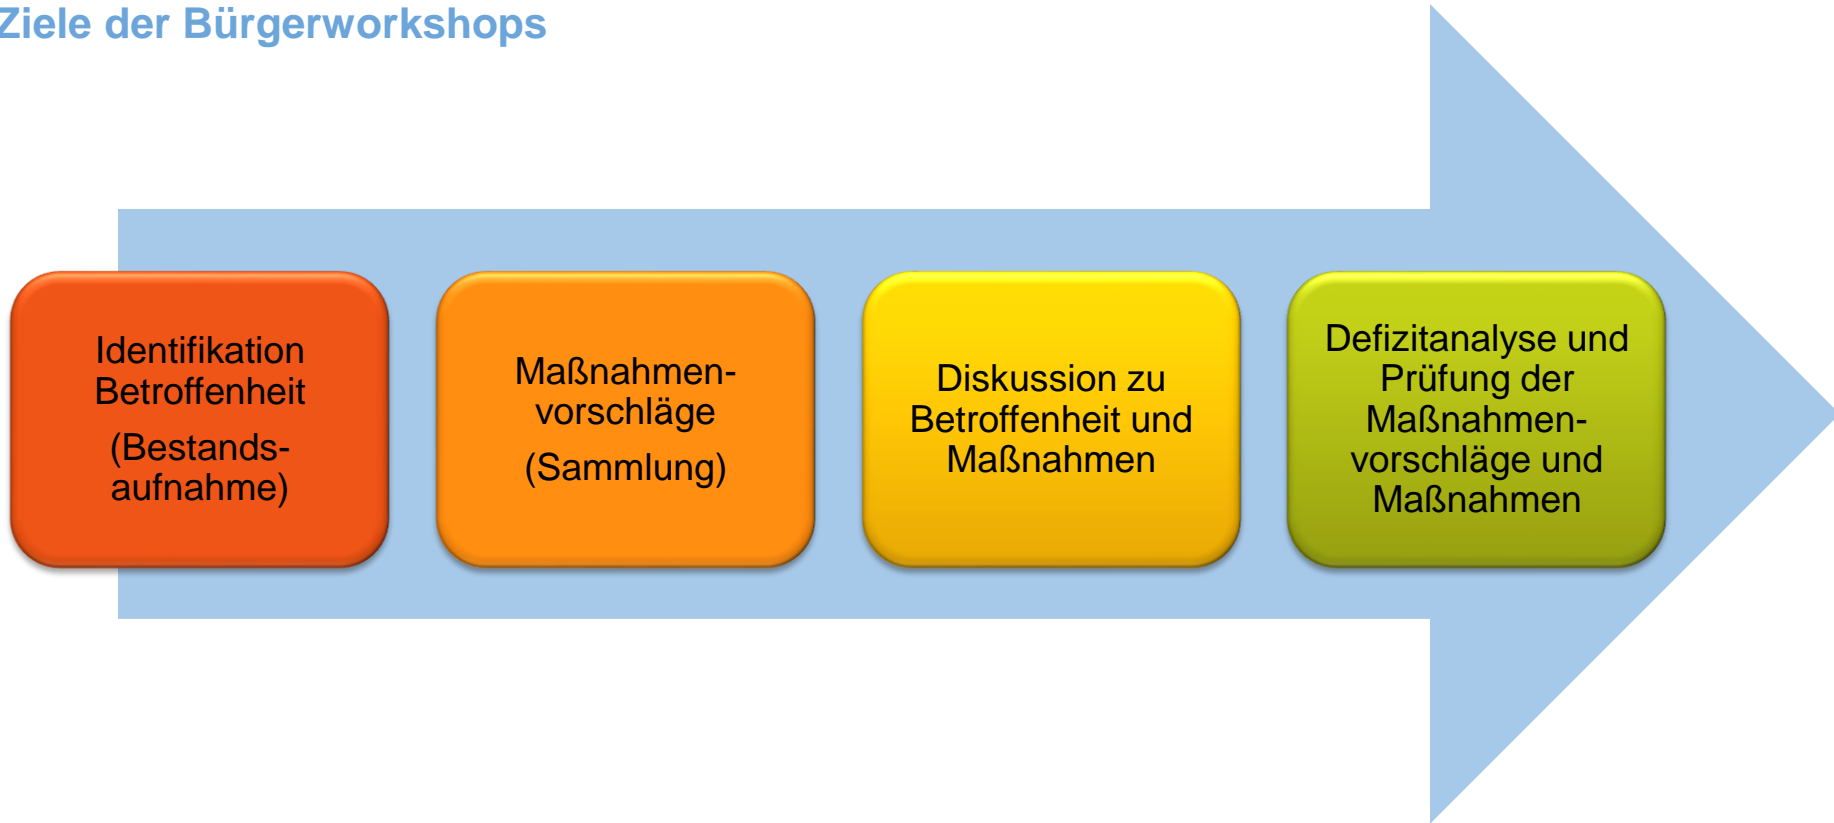 Ziele der Bürgerworkshops
Identifikation
Betroffenheit
(Bestands-
aufnahme)
Maßnahmen-
vorschläge
(Sammlung)
Diskussion zu
Betroffenheit und
Maßnahmen
Defizitanalyse und
Prüfung der
Maßnahmen-
vorschläge und
Maßnahmen